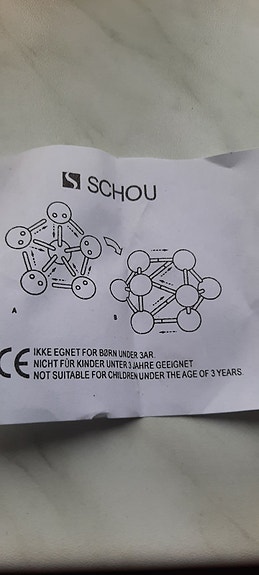 SCHOU
A
B
CE
IKKE EGNET FOR BØRN UNDER 3AR.
NICHT FÜR KINDER UNTER 3 JAHRE GEEIGNET
NOT SUITABLE FOR CHILDREN UNDER THE AGE OF 3 YEARS.